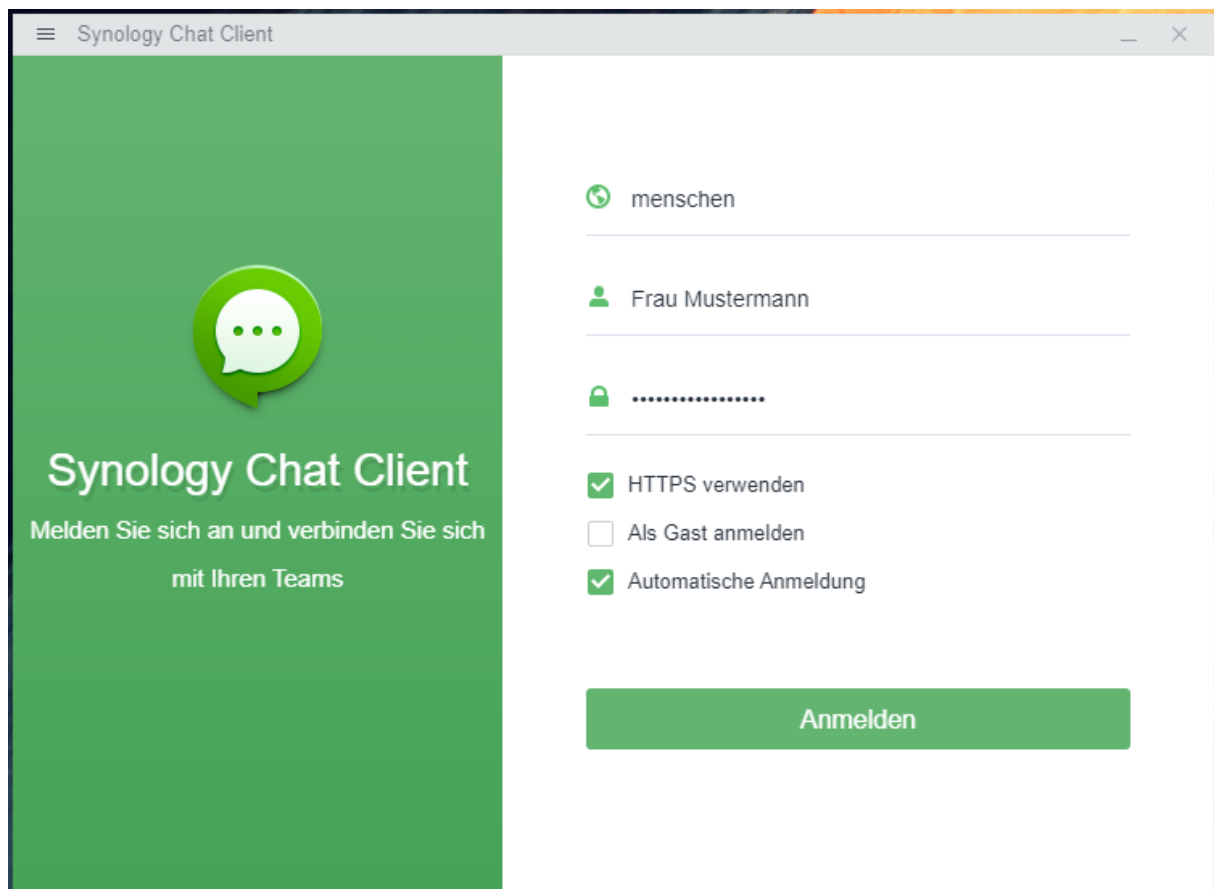 Synology Chat Client
menschen
Frau Mustermann
•••••••••••••••••
Synology Chat Client
Melden Sie sich an und verbinden Sie sich
mit Ihren Teams
HTTPS verwenden
Als Gast anmelden
Automatische Anmeldung
Anmelden